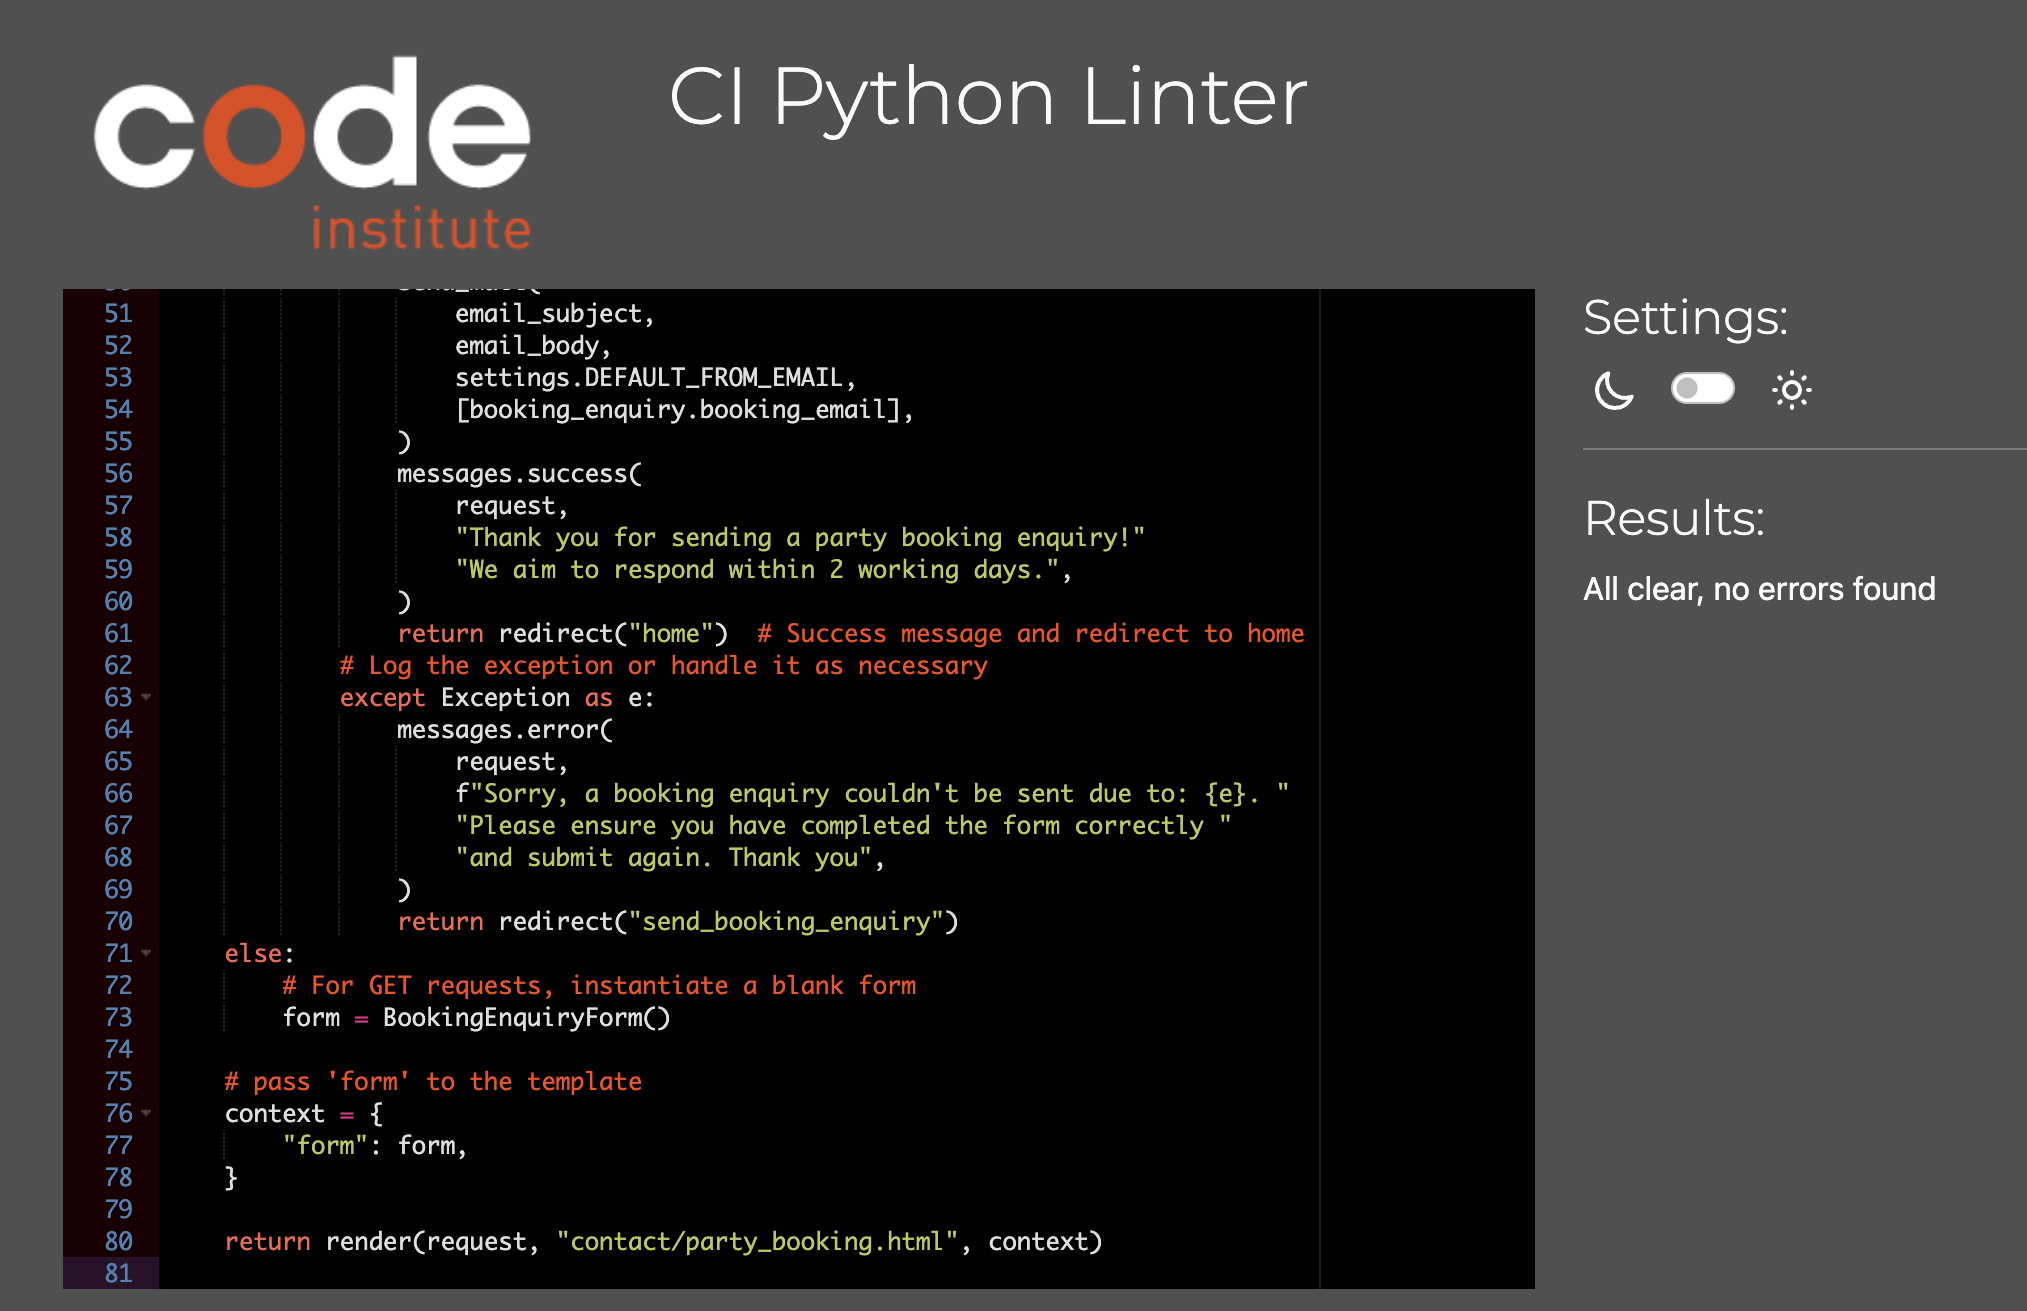 code
institute
CI Python Linter
51 email_subject,
52 email_body,
53 settings.DEFAULT_FROM_EMAIL,
54 [booking_enquiry.booking_email],
55 )
56 messages.success(
57 request,
58 "Thank you for sending a party booking enquiry!"
59 "We aim to respond within 2 working days.",
60 )
61 return redirect("home")  # Success message and redirect to home
62 # Log the exception or handle it as necessary
63 except Exception as e:
64 messages.error(
65 request,
66 f"Sorry, a booking enquiry couldn't be sent due to: {e}. "
67 "Please ensure you have completed the form correctly "
68 "and submit again. Thank you",
69 )
70 return redirect("send_booking_enquiry")
71 else:
72 # For GET requests, instantiate a blank form
73 form = BookingEnquiryForm()
74
75 # pass 'form' to the template
76 context = {
77 "form": form,
78 }
79
80 return render(request, "contact/party_booking.html", context)
81
Settings:
Results:
All clear, no errors found